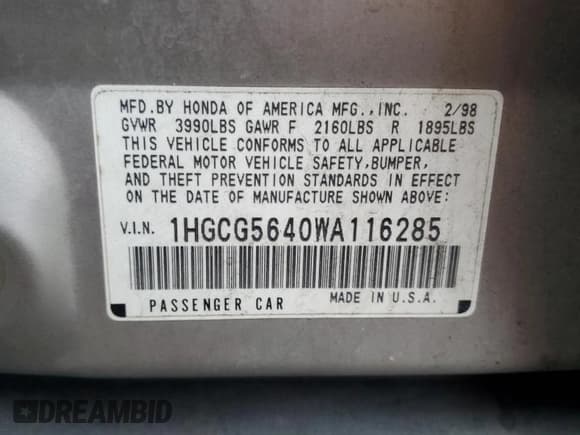 MFD.BY HONDA OF AMERICA MFG.,INC. 2/98
GVWR 3990LBS GAWR F 2160LBS R 1895LBS
THIS VEHICLE CONFORMS TO ALL APPLICABLE
FEDERAL MOTOR VEHICLE SAFETY,BUMPER,
AND THEFT PREVENTION STANDARDS IN EFFECT
ON THE DATE OF MANUFACTURE SHOWN ABOVE:
V.I.N. 1HGCG5640WA116285
PASSENGER CAR MADE IN U.S.A.
DREAMBID